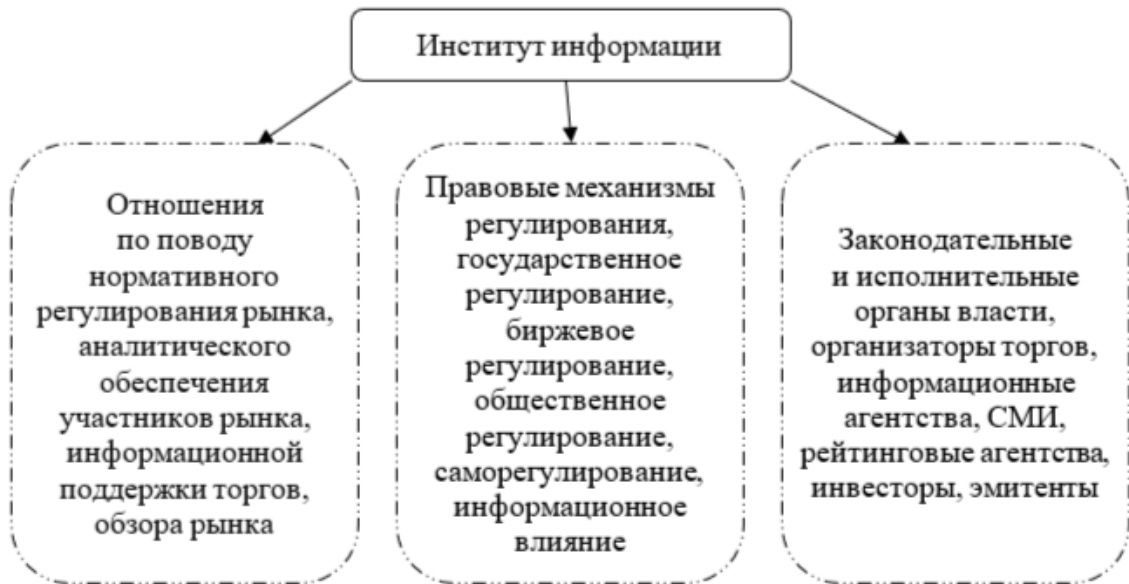 Институт информации
Отношения
по поводу
нормативного
регулирования рынка,
аналитического
обеспечения
участников рынка,
информационной
поддержки торгов,
обзора рынка
Правовые механизмы
регулирования,
государственное
регулирование,
биржевое
регулирование,
общественное
регулирование,
саморегулирование,
информационное
влияние
Законодательные
и исполнительные
органы власти,
организаторы торгов,
информационные
агентства, СМИ,
рейтинговые агентства,
инвесторы, эмитенты